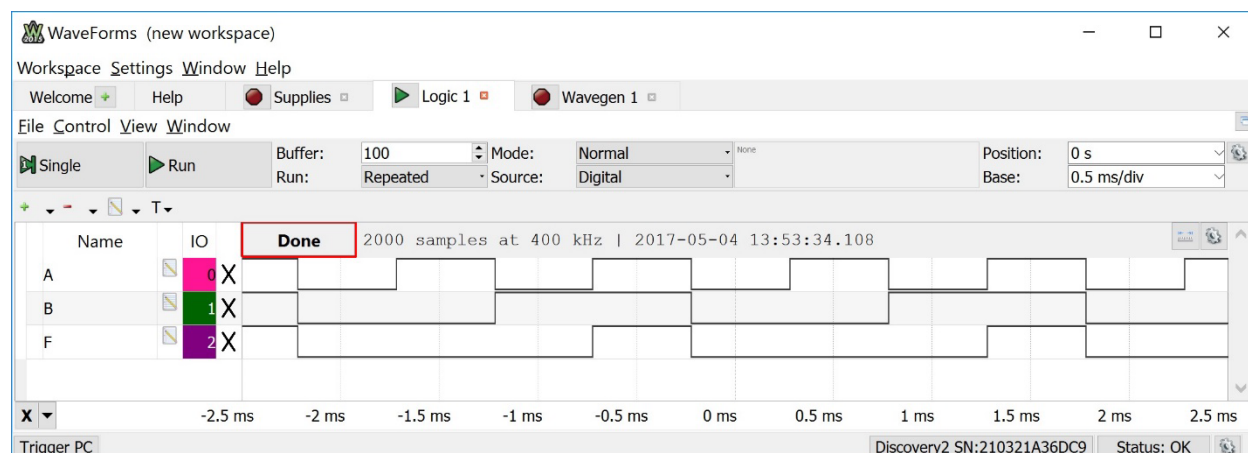 WaveForms (new workspace)
Workspace Settings Window Help
Welcome Help Supplies Logic 1 Wavegen 1
File Control View Window
Single Run Buffer: 100 Mode: Normal None Position: 0 s
Run: Repeated Source: Digital Base: 0.5 ms/div
T
Name IO Done 2000 samples at 400 kHz | 2017-05-04 13:53:34.108
A 0 X
B 1 X
F 2 X
X -2.5 ms -2 ms -1.5 ms -1 ms -0.5 ms 0 ms 0.5 ms 1 ms 1.5 ms 2 ms 2.5 ms
Trigger PC Discovery2 SN:210321A36DC9 Status: OK